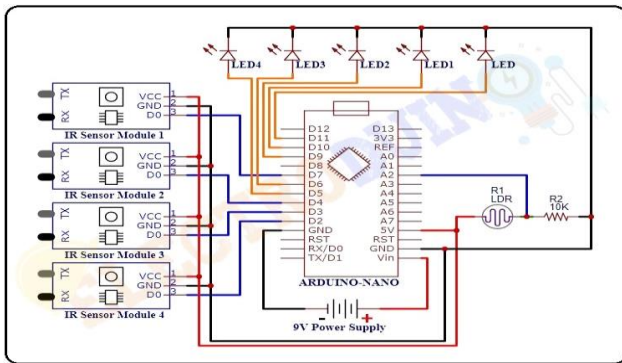 LED4 LED3 LED2 LED1 LED
TX
RX
VCC 1
GND 2
D0 3
IR Sensor Module 1
TX
RX
VCC 1
GND 2
D0 3
IR Sensor Module 2
TX
RX
VCC 1
GND 2
D0 3
IR Sensor Module 3
TX
RX
VCC 1
GND 2
D0 3
IR Sensor Module 4
D12 D13
D11 3V3
D10 REF
D9 A0
D8 A1
D7 A2
D6 A3
D5 A4
D4 A5
D3 A6
D2 A7
GND 5V
RST RST
RX/D0 GND
TX/D1 Vin
ARDUINO-NANO
R1
LDR
R2
10K
- +
9V Power Supply